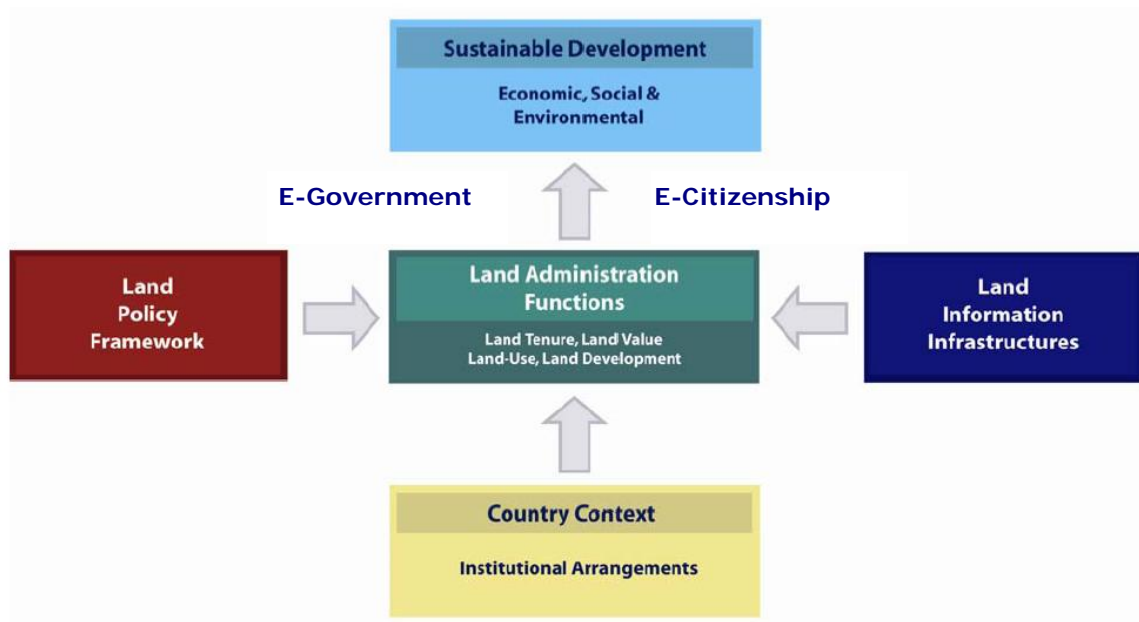 Sustainable Development
Economic, Social &
Environmental
E-Government
E-Citizenship
Land
Policy
Framework
Land Administration
Functions
Land Tenure, Land Value
Land-Use, Land Development
Land
Information
Infrastructures
Country Context
Institutional Arrangements